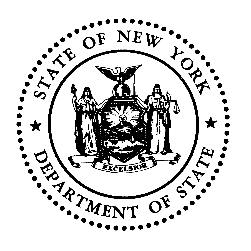 STATE OF NEW YORK
EXCELSIOR
DEPARTMENT OF STATE